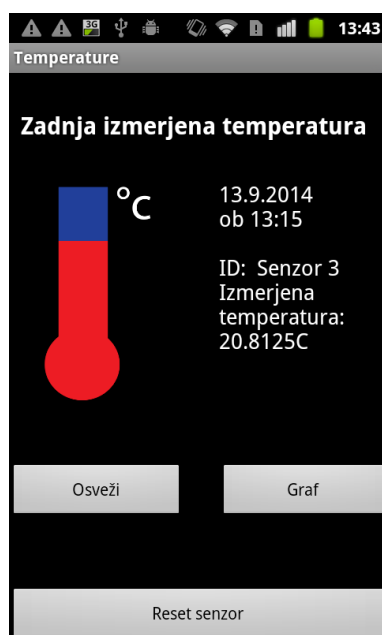 3G
13:43
Temperature
Zadnja izmerjena temperatura
°C
13.9.2014
ob 13:15
ID: Senzor 3
Izmerjena
temperatura:
20.8125C
Osveži
Graf
Reset senzor